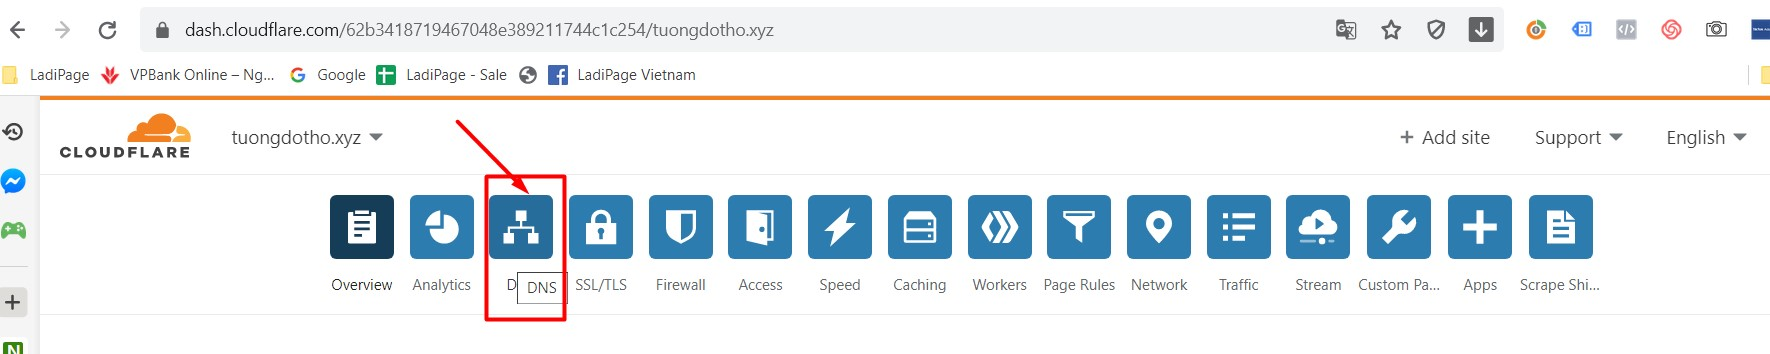 dash.cloudflare.com/62b3418719467048e389211744c1c254/tuongdotho.xyz
LadiPage VPBank Online – Ng... Google LadiPage - Sale LadiPage Vietnam
CLOUDFLARE tuongdotho.xyz + Add site Support English
Overview Analytics D DNS SSL/TLS Firewall Access Speed Caching Workers Page Rules Network Traffic Stream Custom Pa... Apps Scrape Shi...
N